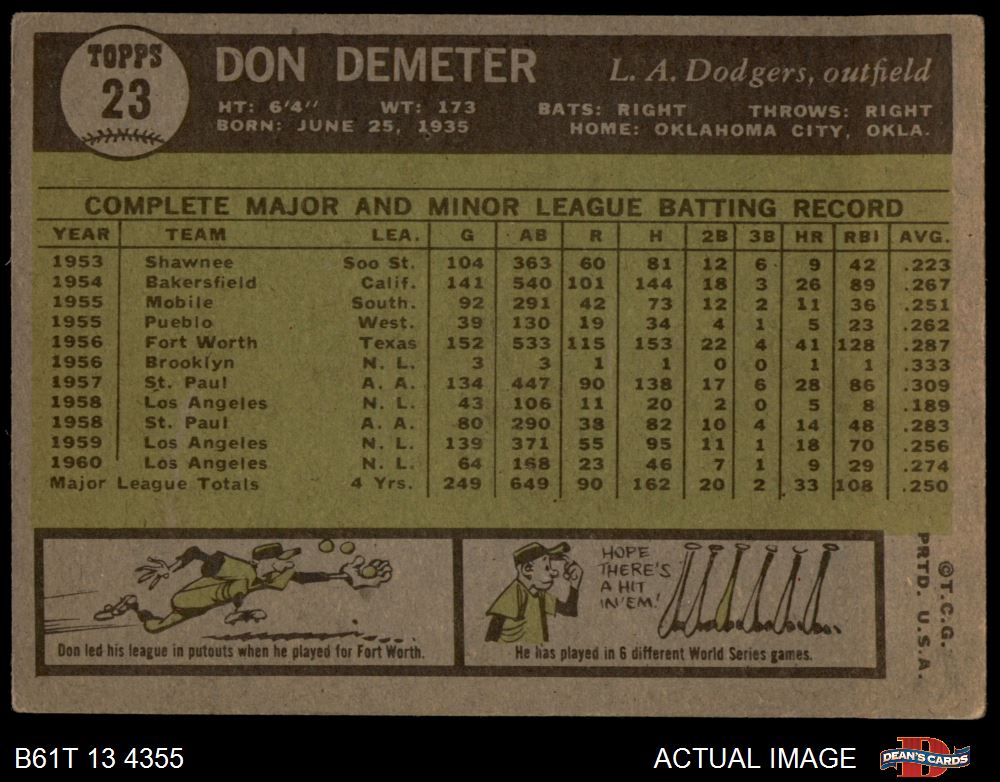 TOPPS
23
DON DEMETER
L. A. Dodgers, outfield
HT: 6'4" WT: 173 BATS: RIGHT THROWS: RIGHT
BORN: JUNE 25, 1935 HOME: OKLAHOMA CITY, OKLA.
COMPLETE MAJOR AND MINOR LEAGUE BATTING RECORD
YEAR TEAM LEA. G AB R H 2B 3B HR RBI AVG.
1953 Shawnee Soo St. 104 363 60 81 12 6 9 42 .223
1954 Bakersfield Calif. 141 540 101 144 18 3 26 89 .267
1955 Mobile South. 92 291 42 73 12 2 11 36 .251
1955 Pueblo West. 39 130 19 34 4 1 5 23 .262
1956 Fort Worth Texas 152 533 115 153 22 4 41 128 .287
1956 Brooklyn N. L. 3 3 1 1 0 0 1 1 .333
1957 St. Paul A. A. 134 447 90 138 17 6 28 86 .309
1958 Los Angeles N. L. 43 106 11 20 2 0 5 8 .189
1958 St. Paul A. A. 80 290 38 82 10 4 14 48 .283
1959 Los Angeles N. L. 139 371 55 95 11 1 18 70 .256
1960 Los Angeles N. L. 64 168 23 46 7 1 9 29 .274
Major League Totals 4 Yrs. 249 649 90 162 20 2 33 108 .250
Don led his league in putouts when he played for Fort Worth.
HOPE
THERE'S
A HIT
IN 'EM!
He has played in 6 different World Series games.
©T.C.G.
PRTD. U.S.A.
B61T 13 4355
ACTUAL IMAGE
DEAN'S CARDS